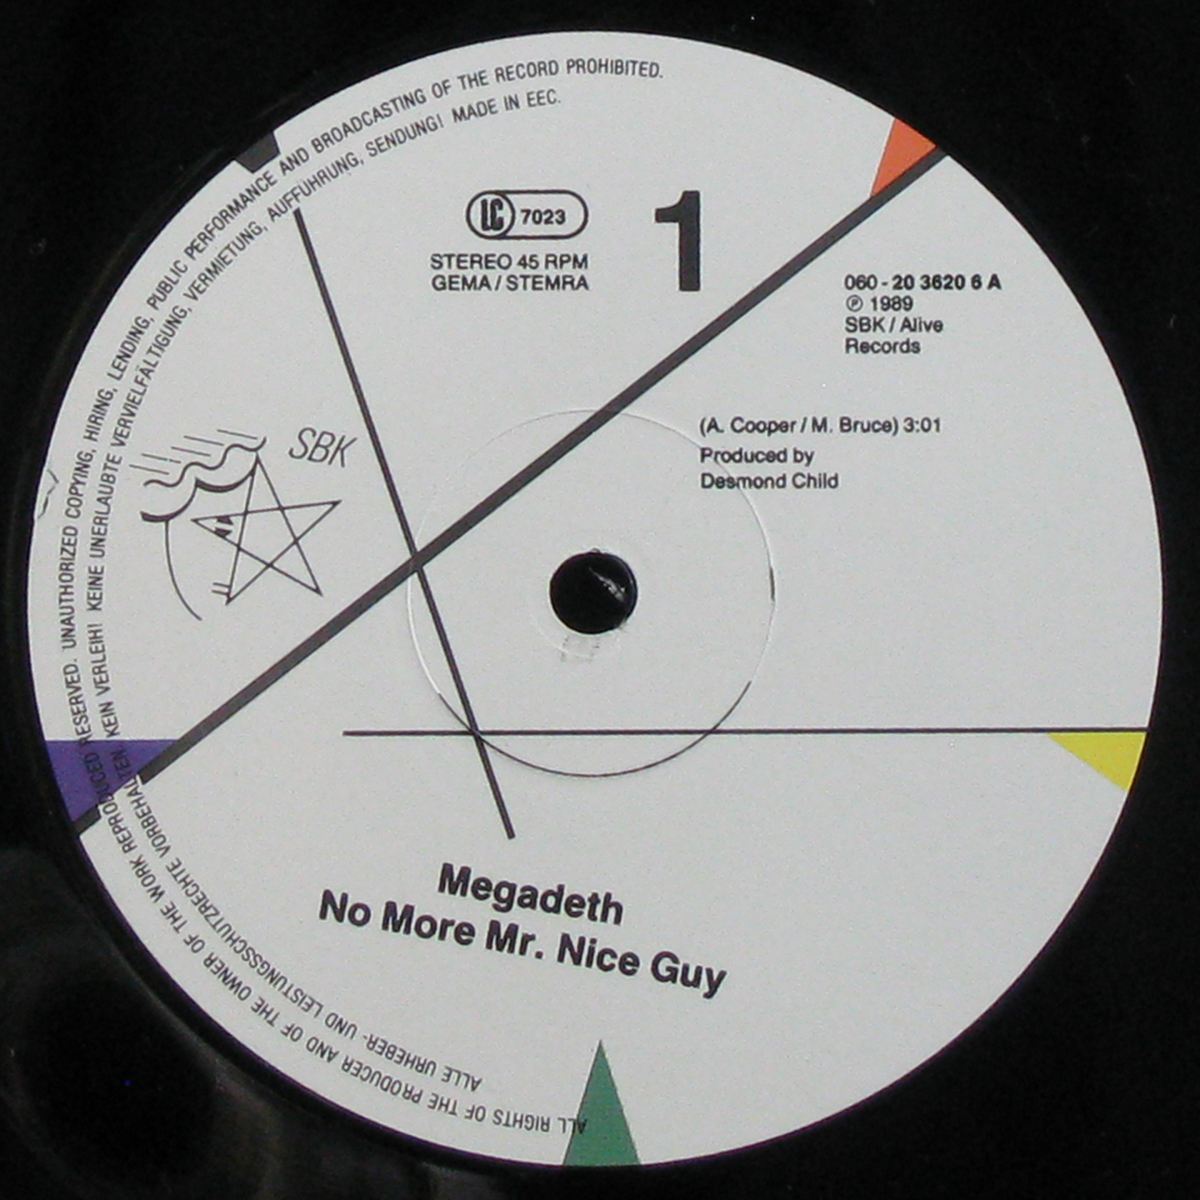 ALL RIGHTS OF THE PRODUCER AND OF THE OWNER OF THE WORK REPRODUCED RESERVED. UNAUTHORIZED COPYING, HIRING, LENDING, PUBLIC PERFORMANCE AND BROADCASTING OF THE RECORD PROHIBITED.
ALLE URHEBER- UND LEISTUNGSSCHUTZRECHTE VORBEHALTEN. KEIN VERLEIH! KEINE UNERLAUBTE VERVIELFÄLTIGUNG, VERMIETUNG, AUFFÜHRUNG, SENDUNG! MADE IN EEC.
LC 7023
STEREO 45 RPM
GEMA / STEMRA
1
060 - 20 3620 6 A
℗ 1989
SBK / Alive
Records
(A. Cooper / M. Bruce) 3:01
Produced by
Desmond Child
SBK
Megadeth
No More Mr. Nice Guy